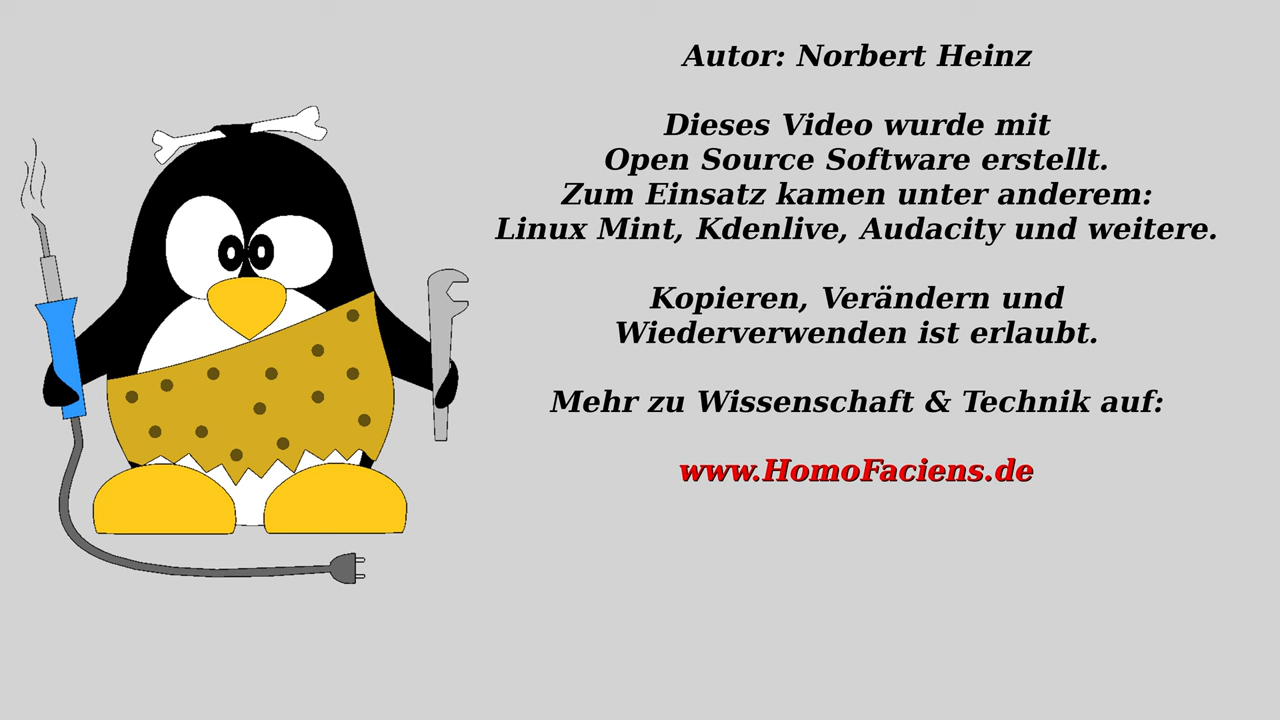 Autor: Norbert Heinz
Dieses Video wurde mit
Open Source Software erstellt.
Zum Einsatz kamen unter anderem:
Linux Mint, Kdenlive, Audacity und weitere.
Kopieren, Verändern und
Wiederverwenden ist erlaubt.
Mehr zu Wissenschaft & Technik auf:
www.HomoFaciens.de